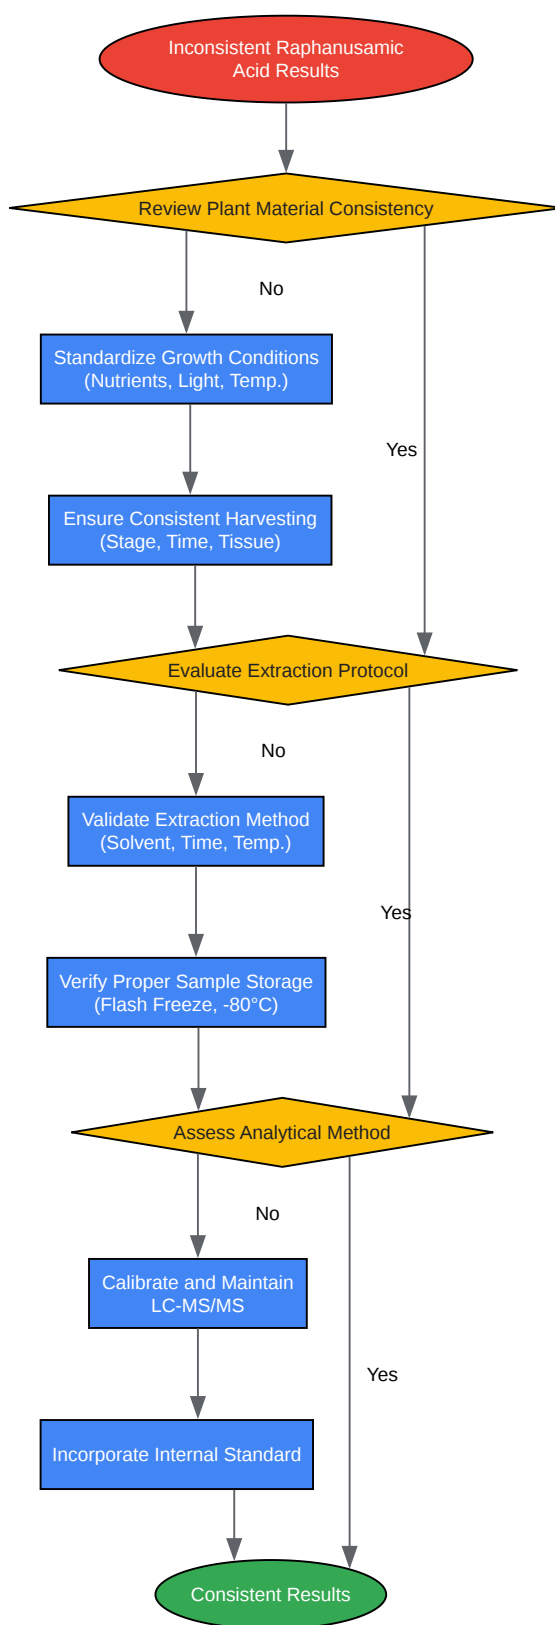 Inconsistent Raphanusamic
Acid Results
Review Plant Material Consistency
No
Standardize Growth Conditions
(Nutrients, Light, Temp.)
Yes
Ensure Consistent Harvesting
(Stage, Time, Tissue)
Evaluate Extraction Protocol
No
Validate Extraction Method
(Solvent, Time, Temp.)
Yes
Verify Proper Sample Storage
(Flash Freeze, -80°C)
Assess Analytical Method
No
Calibrate and Maintain
LC-MS/MS
Yes
Incorporate Internal Standard
Consistent Results